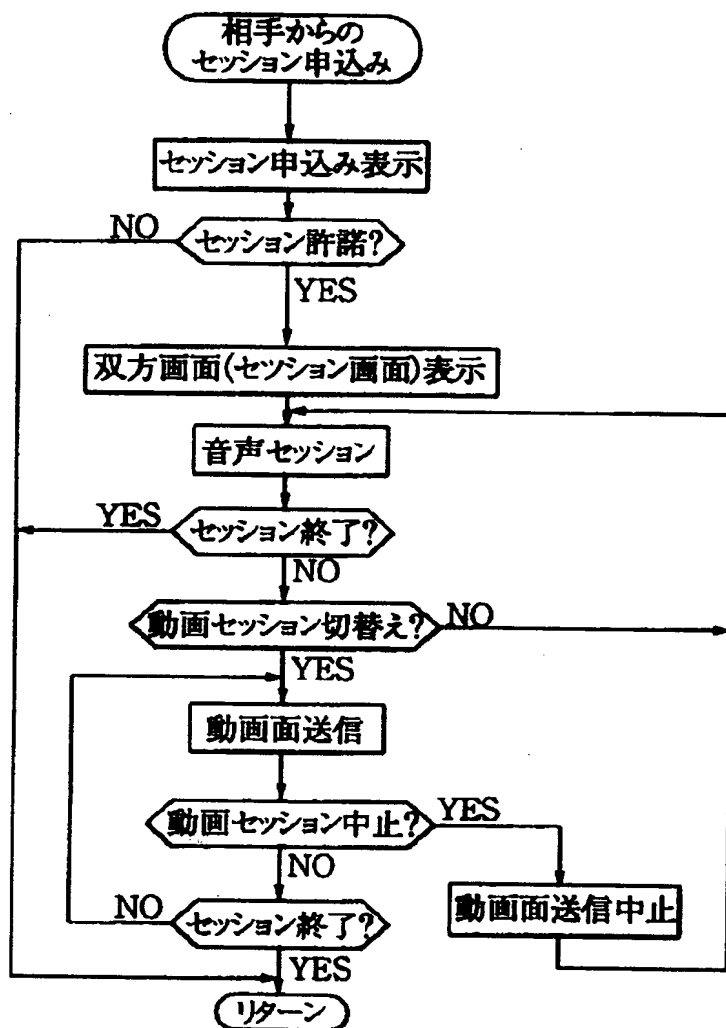 相手からの
セッション申込み
セッション申込み表示
NO
セッション許諾?
YES
双方画面(セツション画面)表示
音声セッション
YES
セッション終了?
NO
動画セッション切替え?
NO
YES
動画面送信
動画セッション中止?
YES
NO
NO
セッション終了?
動画面送信中止
YES
リターン